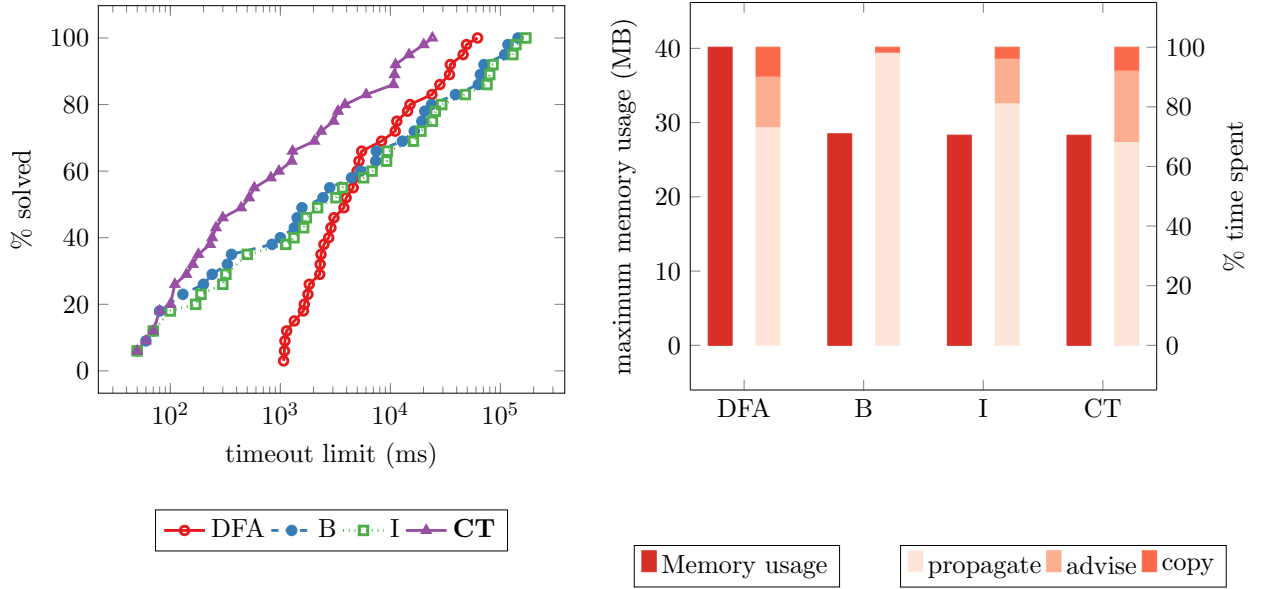 % solved
100
80
60
40
20
0
10^2
10^3
10^4
10^5
timeout limit (ms)
DFA B I CT
maximum memory usage (MB)
40
30
20
10
0
% time spent
100
80
60
40
20
0
DFA
B
I
CT
Memory usage
propagate advise copy